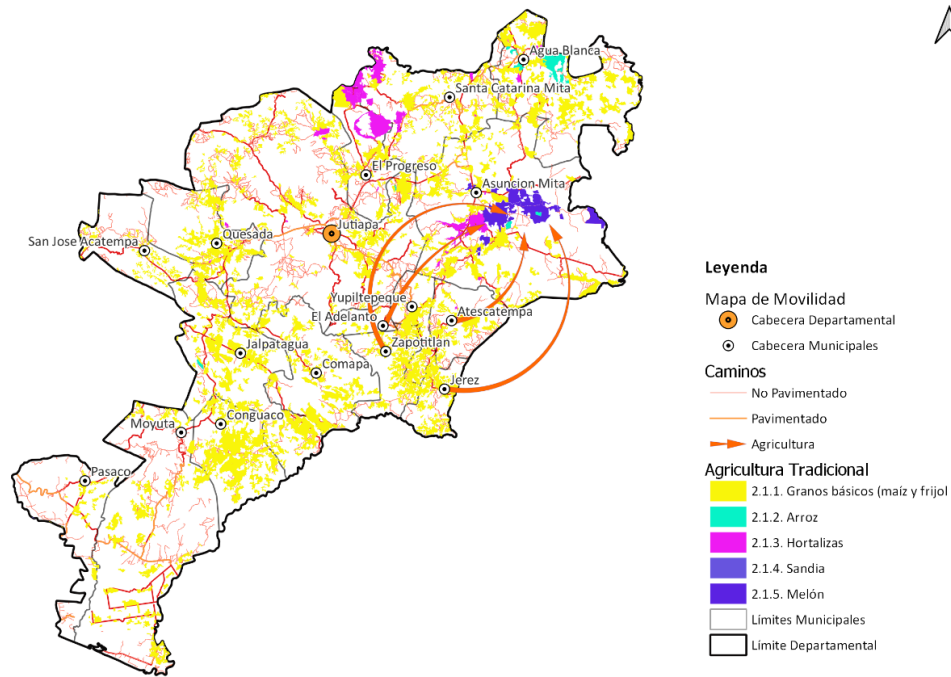 Agua Blanca
Santa Catarina Mita
El Progreso
Asuncion Mita
Jutiapa
Quesada
San Jose Acatempa
Yupiltepeque
El Adelanto
Atescatempa
Zapotitlan
Jalpatagua
Comapa
Jerez
Conguaco
Moyuta
Pasaco
Leyenda
Mapa de Movilidad
Cabecera Departamental
Cabecera Municipales
Caminos
No Pavimentado
Pavimentado
Agricultura
Agricultura Tradicional
2.1.1. Granos básicos (maíz y frijol
2.1.2. Arroz
2.1.3. Hortalizas
2.1.4. Sandia
2.1.5. Melón
Límites Municipales
Límite Departamental